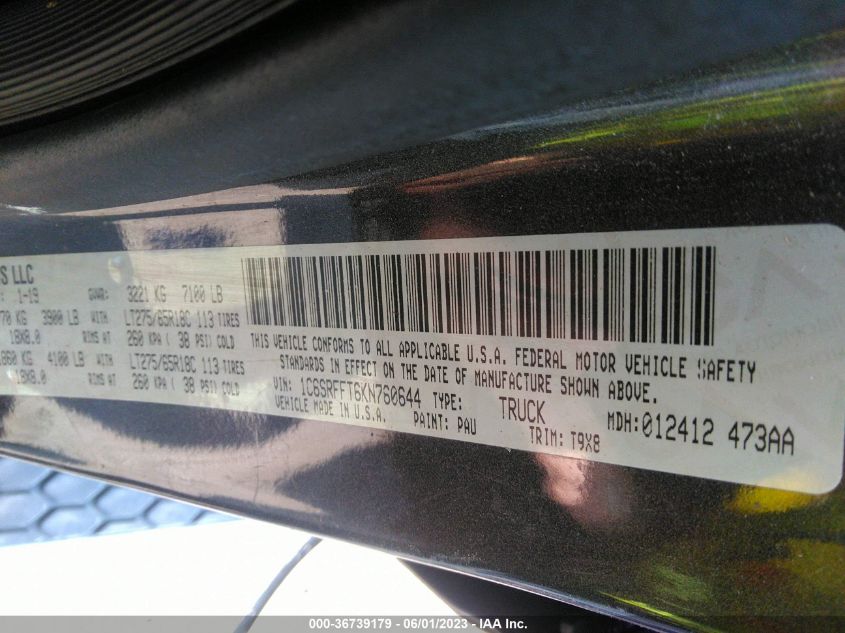 S LLC
1-19 GVWR: 3221 KG 7100 LB
70 KG 3900 LB WITH LT275/65R18C 113 TIRES
18X8.0 RIMS AT 260 KPA ( 38 PSI) COLD
860 KG 4100 LB WITH LT275/65R18C 113 TIRES
18X8.0 RIMS AT 260 KPA ( 38 PSI) COLD
THIS VEHICLE CONFORMS TO ALL APPLICABLE U.S.A. FEDERAL MOTOR VEHICLE SAFETY
STANDARDS IN EFFECT ON THE DATE OF MANUFACTURE SHOWN ABOVE.
VIN: 1C6SRFFT6KN760644 TYPE: TRUCK MDH: 012412 473AA
VEHICLE MADE IN U.S.A. PAINT: PAU TRIM: T9X8
000-36739179 - 06/01/2023 - IAA Inc.